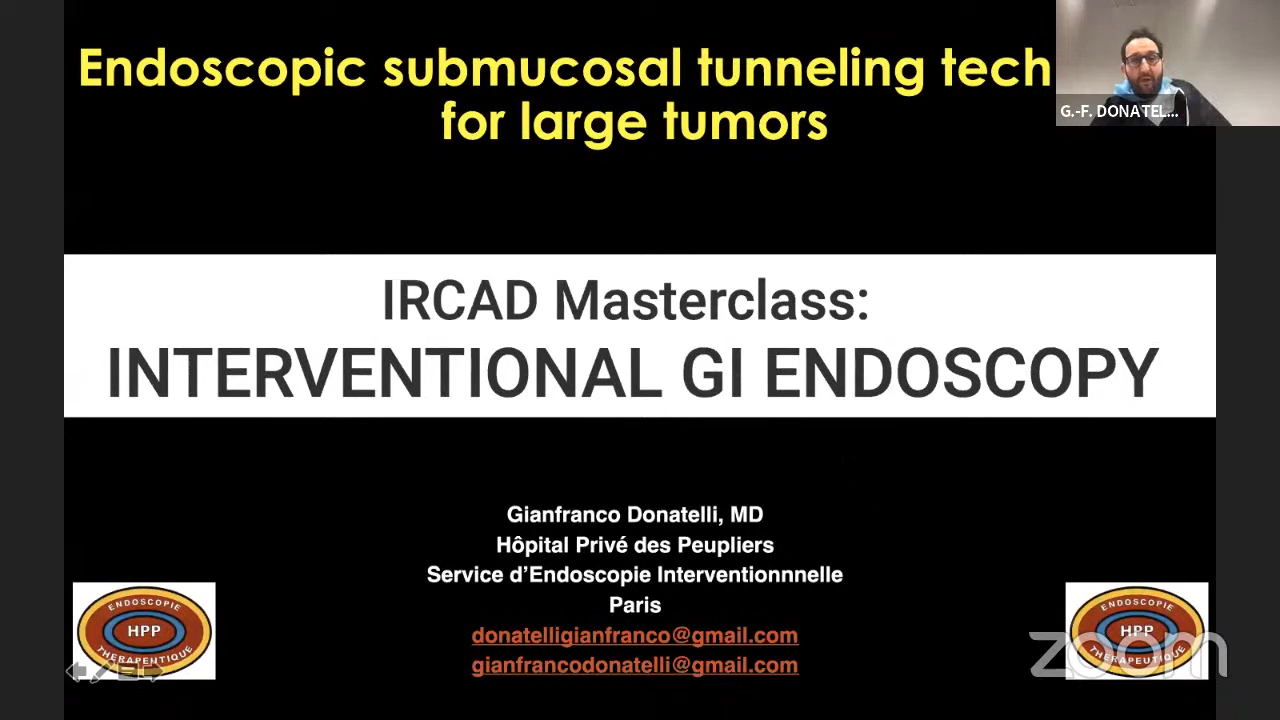 Endoscopic submucosal tunneling tech
for large tumors
G.-F. DONATEL...
IRCAD Masterclass:
INTERVENTIONAL GI ENDOSCOPY
Gianfranco Donatelli, MD
Hôpital Privé des Peupliers
Service d'Endoscopie Interventionnnelle
Paris
donatelligianfranco@gmail.com
gianfrancodonatelli@gmail.com
ENDOSCOPIE
HPP
THERAPEUTIQUE
ENDOSCOPIE
HPP
THERAPEUTIQUE
zoom